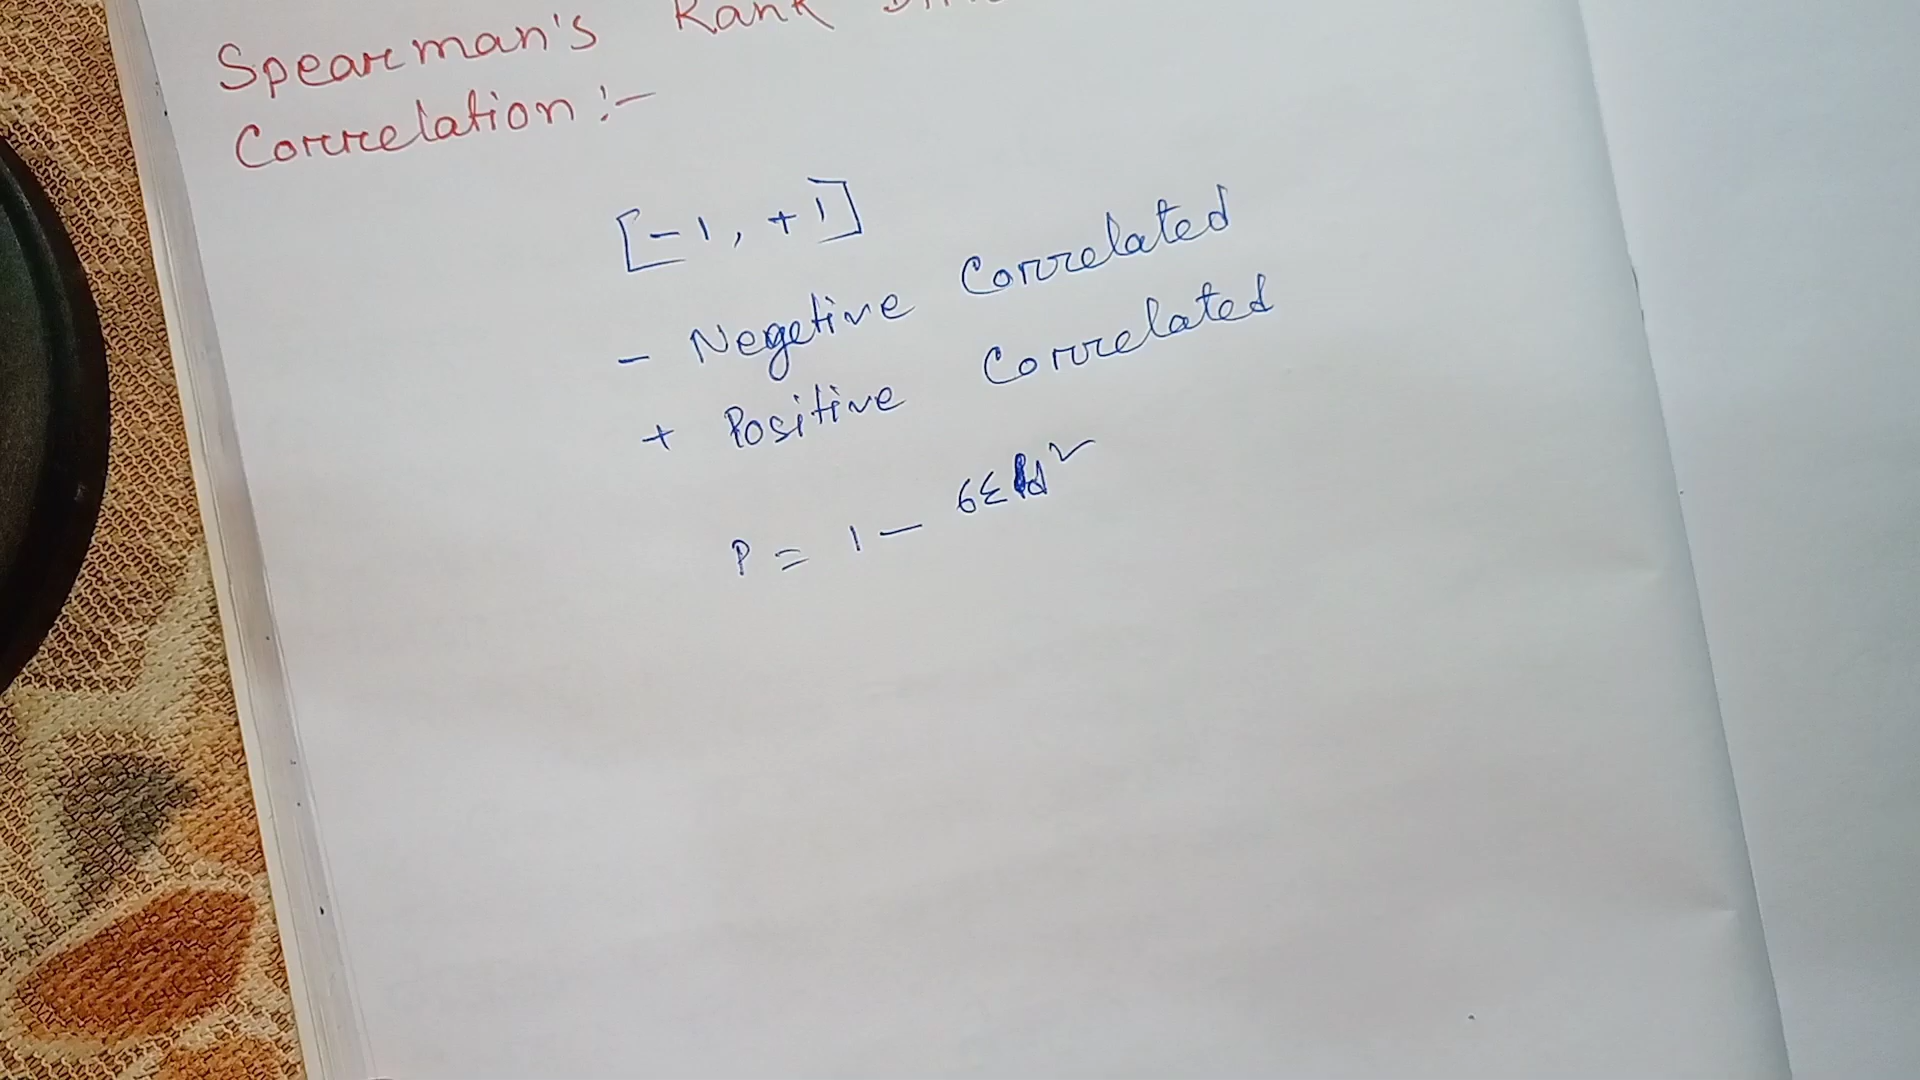 Spearman's Rank
Correlation :-
[-1, +1]
- Negetive Correlated
+ Positive Correlated
P = 1 - 6Σd²